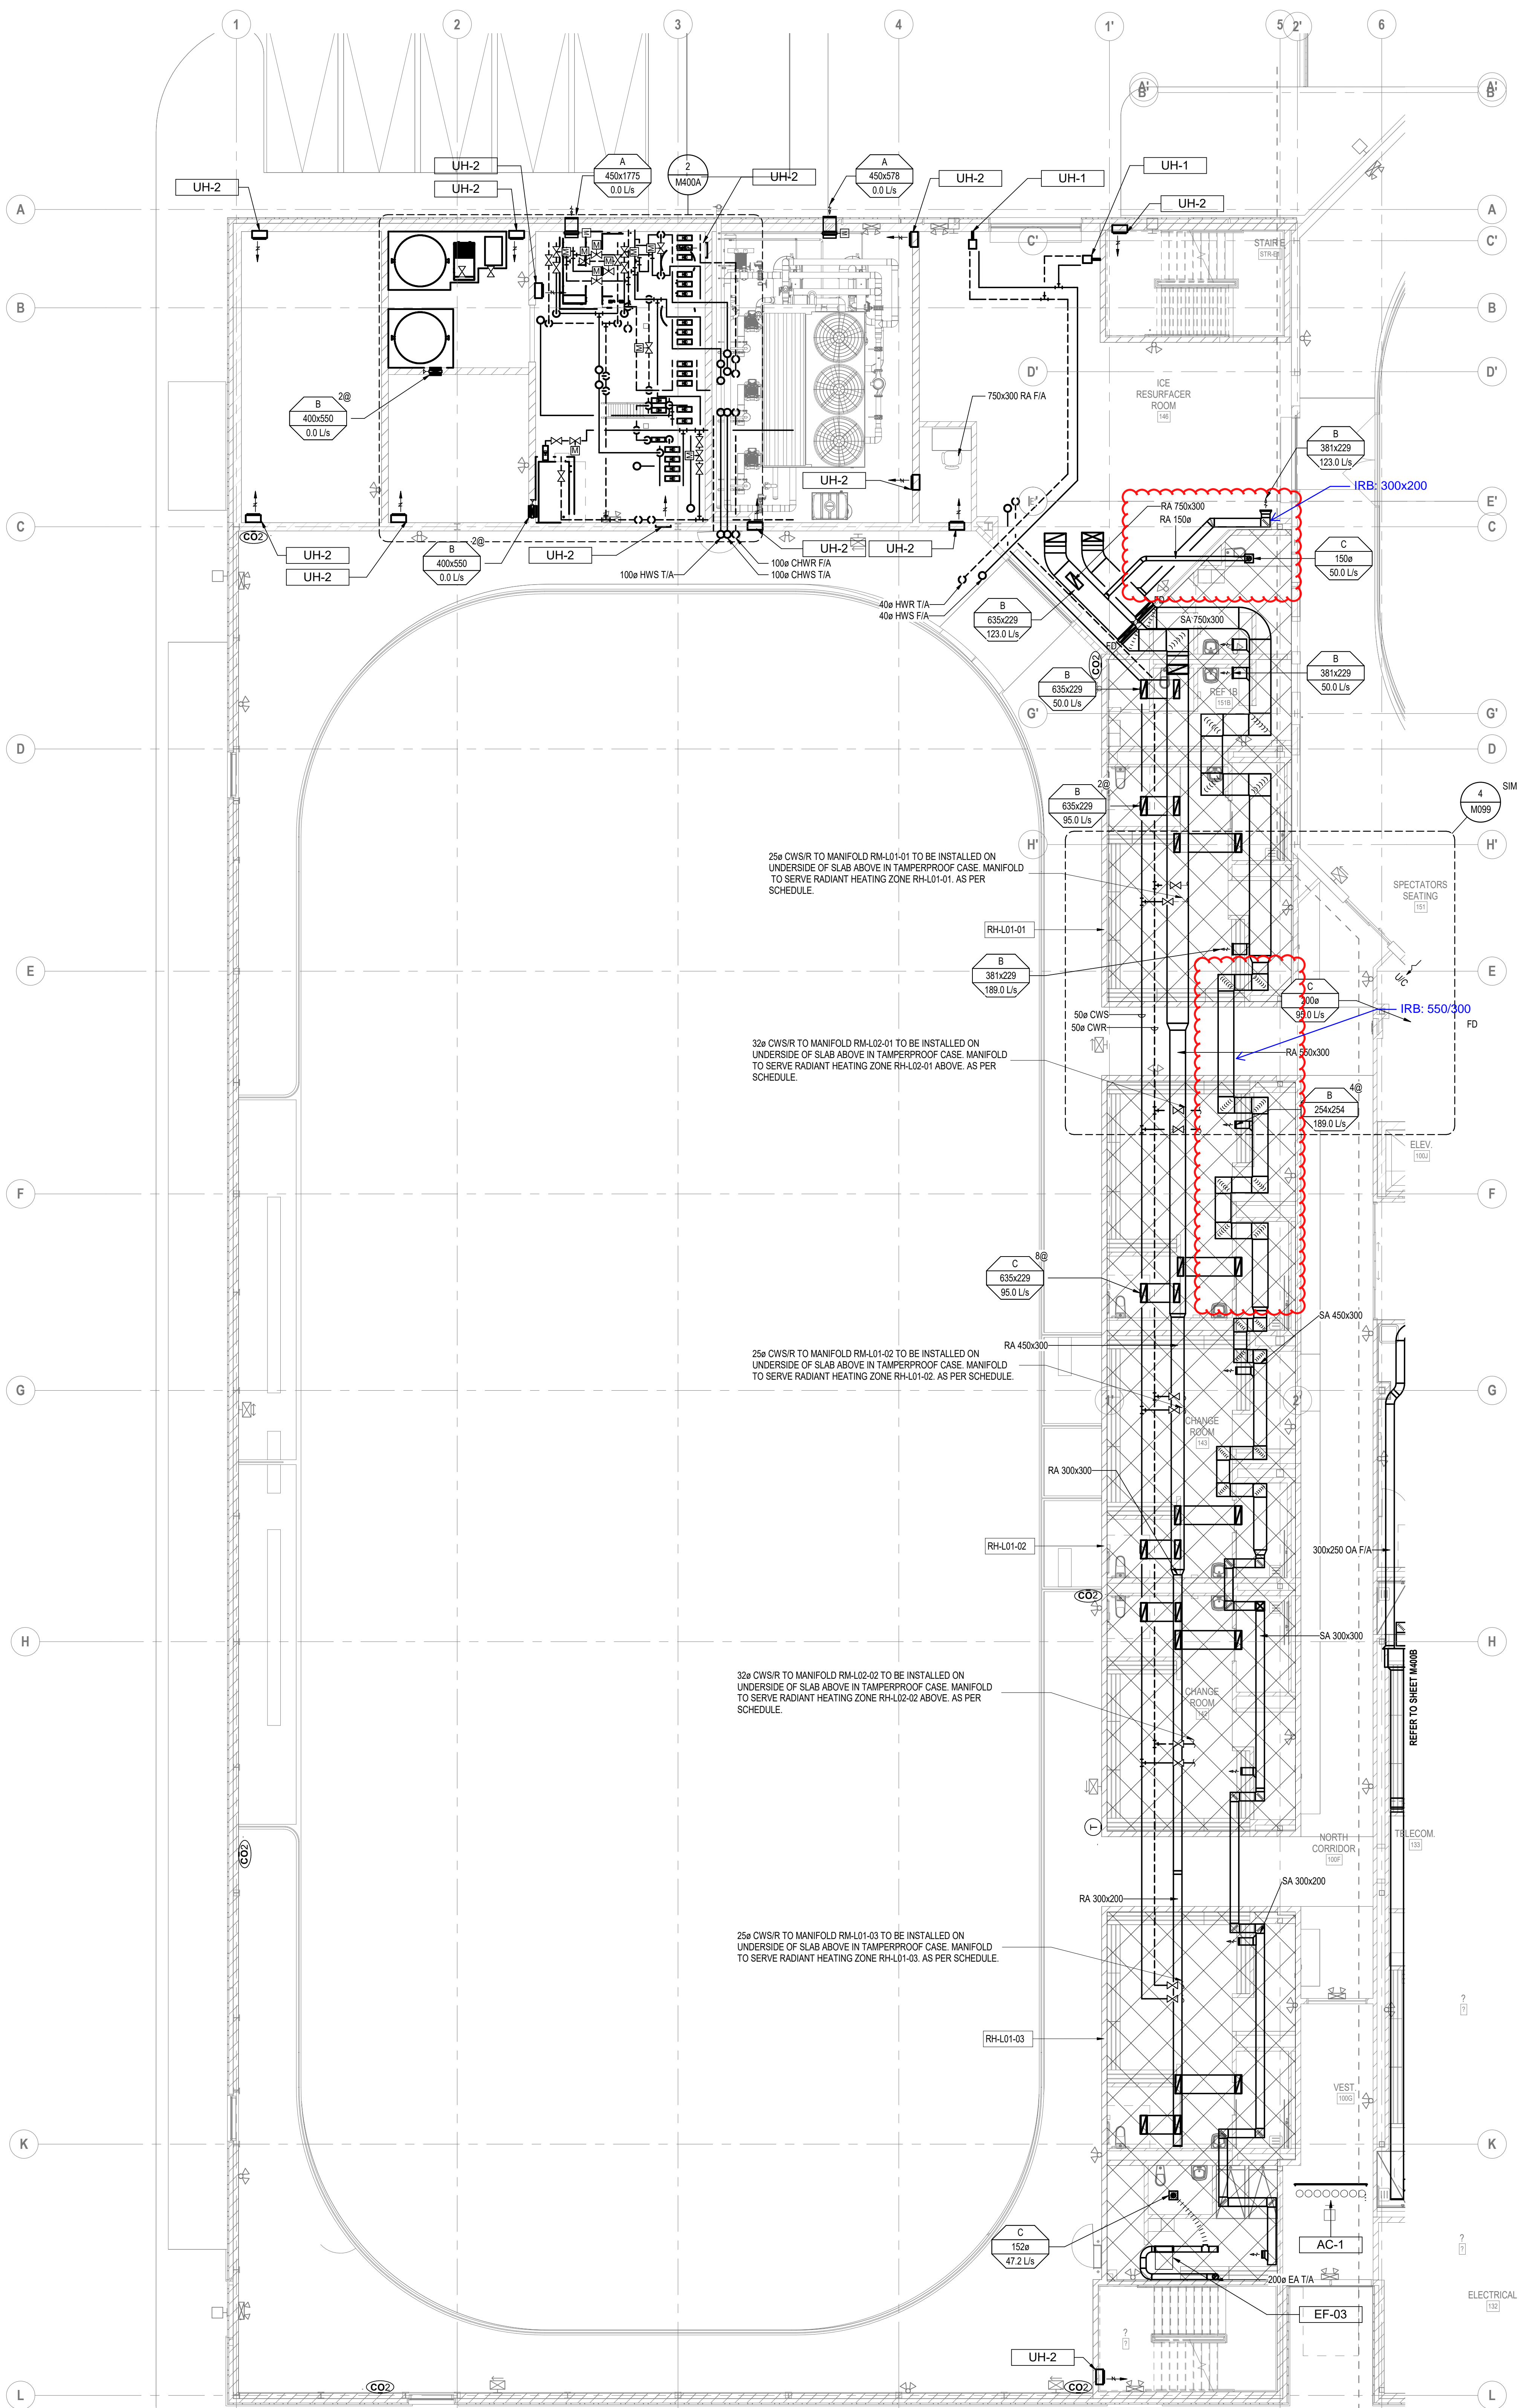 1
2
3
4
1'
5
2'
6
A'
B'
A'
B'
UH-2
UH-2
UH-2
A
450x1775
0.0 L/s
2
M400A
UH-2
A
450x578
0.0 L/s
UH-2
UH-1
UH-1
UH-2
A
A
C'
C'
STAIR E
B
B
D'
D'
ICE
RESURFACER
ROOM
146
750x300 RA F/A
2@
B
400x550
0.0 L/s
B
381x229
123.0 L/s
UH-2
IRB: 300x200
E'
E'
RA 750x300
RA 150ø
C
C
CO2
UH-2
UH-2
2@
B
400x550
0.0 L/s
UH-2
UH-2
UH-2
C
150ø
50.0 L/s
100ø CHWR F/A
100ø HWS T/A
100ø CHWS T/A
40ø HWR T/A
40ø HWS F/A
B
635x229
123.0 L/s
FD
SA 750x300
FD
CO2
B
635x229
50.0 L/s
B
381x229
50.0 L/s
REF 1B
151B
G'
G'
D
D
2@
B
635x229
95.0 L/s
4
M099
SIM
H'
H'
25ø CWS/R TO MANIFOLD RM-L01-01 TO BE INSTALLED ON
UNDERSIDE OF SLAB ABOVE IN TAMPERPROOF CASE. MANIFOLD
TO SERVE RADIANT HEATING ZONE RH-L01-01. AS PER
SCHEDULE.
SPECTATORS
SEATING
151
RH-L01-01
E
E
B
381x229
189.0 L/s
U/C
C
200ø
95.0 L/s
IRB: 550/300
FD
50ø CWS
50ø CWR
32ø CWS/R TO MANIFOLD RM-L02-01 TO BE INSTALLED ON
UNDERSIDE OF SLAB ABOVE IN TAMPERPROOF CASE. MANIFOLD
TO SERVE RADIANT HEATING ZONE RH-L02-01 ABOVE. AS PER
SCHEDULE.
RA 550x300
4@
B
254x254
189.0 L/s
ELEV.
100J
F
F
8@
C
635x229
95.0 L/s
SA 450x300
RA 450x300
25ø CWS/R TO MANIFOLD RM-L01-02 TO BE INSTALLED ON
UNDERSIDE OF SLAB ABOVE IN TAMPERPROOF CASE. MANIFOLD
TO SERVE RADIANT HEATING ZONE RH-L01-02. AS PER SCHEDULE.
G
G
1'
2'
CHANGE
ROOM
143
RA 300x300
RH-L01-02
300x250 OA F/A
CO2
SA 300x300
H
H
32ø CWS/R TO MANIFOLD RM-L02-02 TO BE INSTALLED ON
UNDERSIDE OF SLAB ABOVE IN TAMPERPROOF CASE. MANIFOLD
TO SERVE RADIANT HEATING ZONE RH-L02-02 ABOVE. AS PER
SCHEDULE.
CHANGE
ROOM
REFER TO SHEET M400B
T
CO2
NORTH
CORRIDOR
100F
TELECOM.
133
SA 300x200
RA 300x200
25ø CWS/R TO MANIFOLD RM-L01-03 TO BE INSTALLED ON
UNDERSIDE OF SLAB ABOVE IN TAMPERPROOF CASE. MANIFOLD
TO SERVE RADIANT HEATING ZONE RH-L01-03. AS PER SCHEDULE.
?
?
RH-L01-03
VEST.
100G
K
K
C
152ø
47.2 L/s
AC-1
?
?
200ø EA T/A
EF-03
ELECTRICAL
132
?
?
UH-2
CO2
CO2
L
L